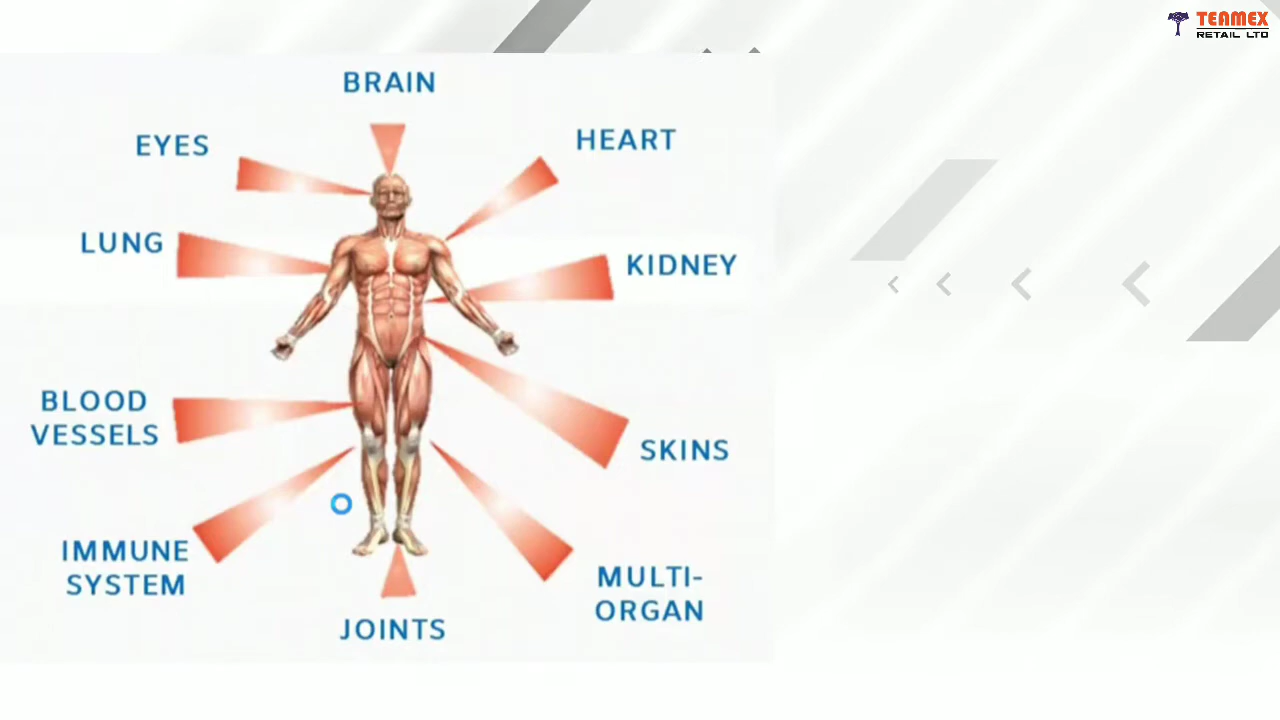 TEAMEX
RETAIL LTD
BRAIN
EYES
HEART
LUNG
KIDNEY
BLOOD
VESSELS
SKINS
IMMUNE
SYSTEM
MULTI-
ORGAN
JOINTS